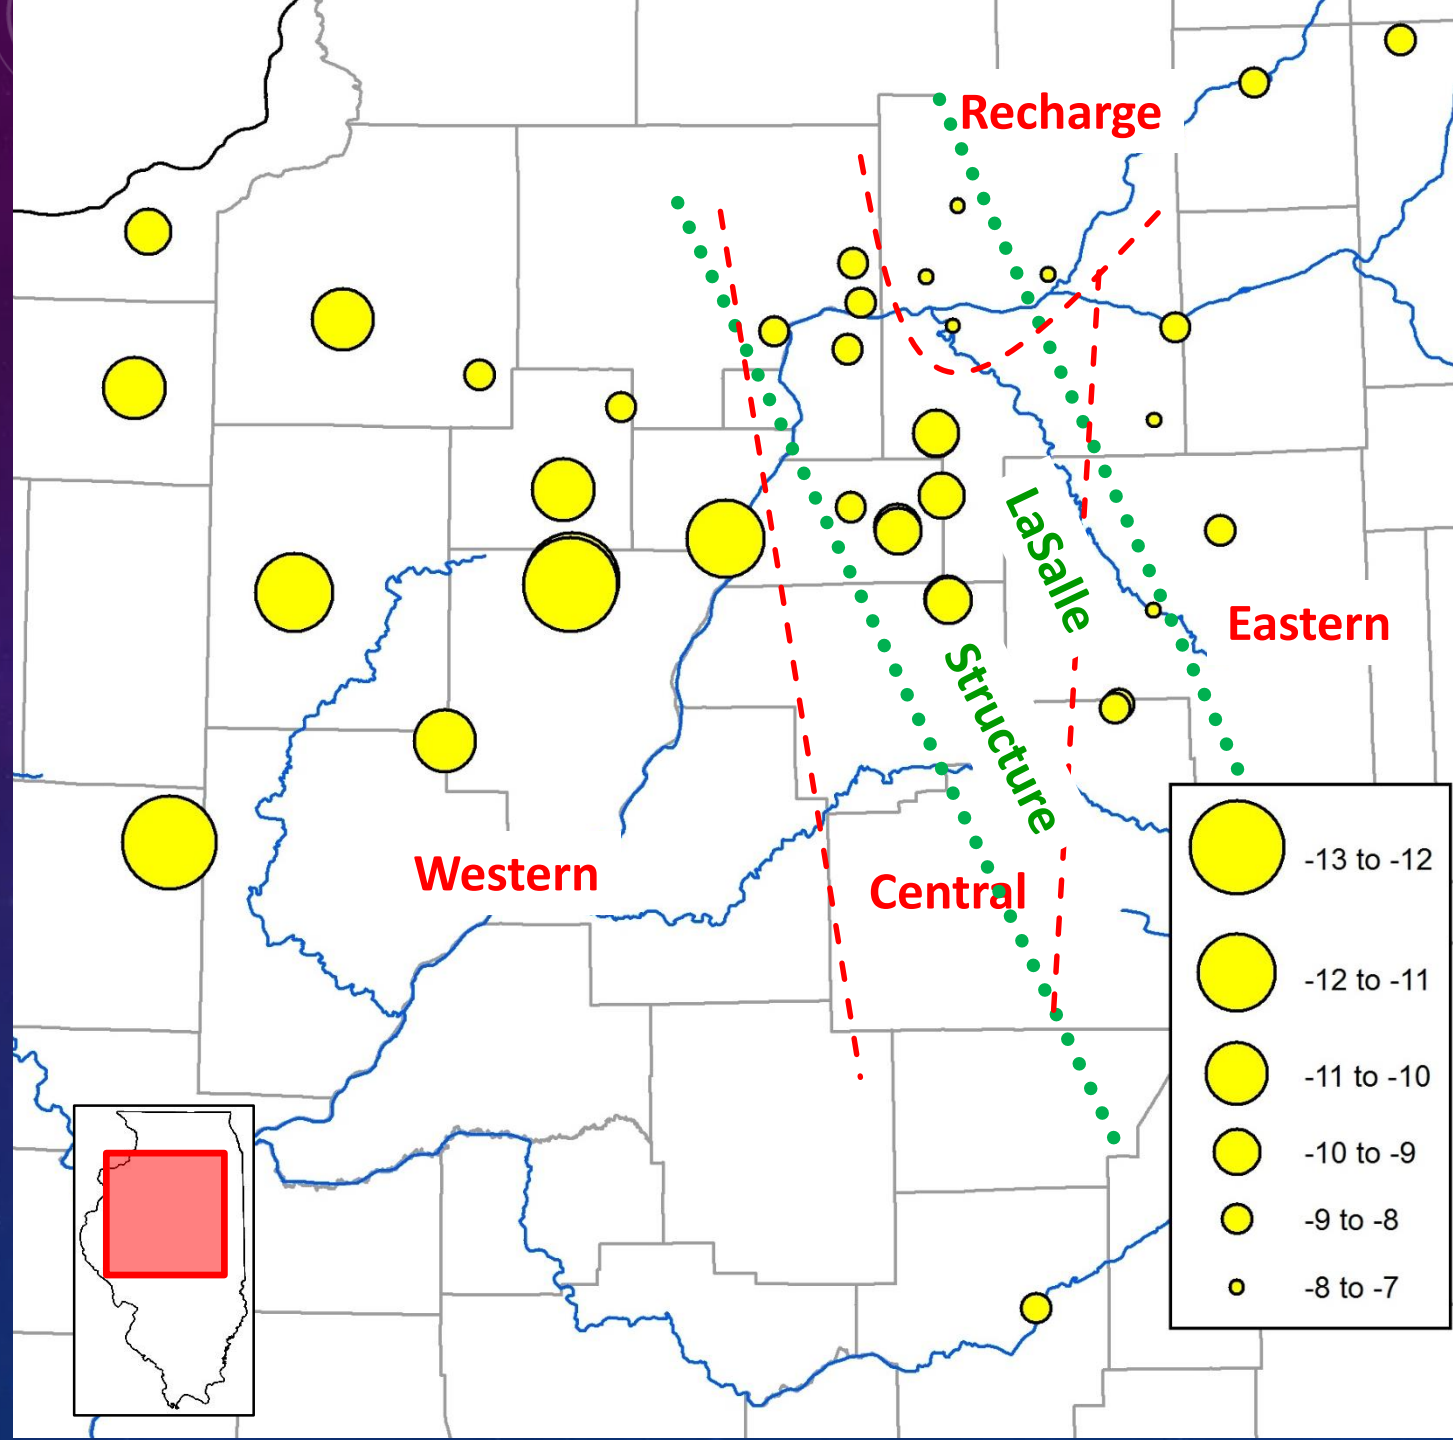 Recharge
LaSalle
Structure
Eastern
Western
Central
-13 to -12
-12 to -11
-11 to -10
-10 to -9
-9 to -8
-8 to -7